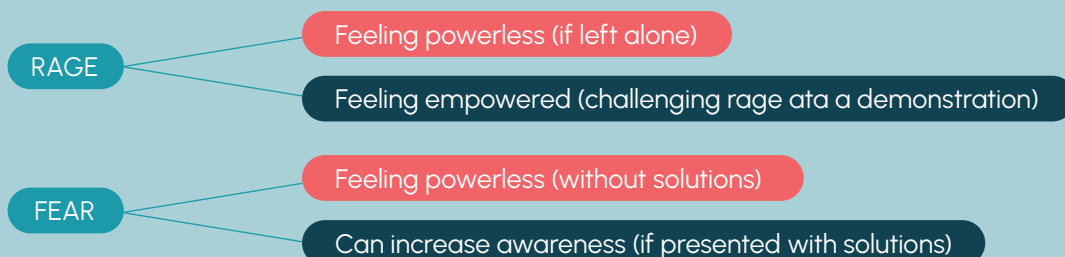 RAGE
Feeling powerless (if left alone)
Feeling empowered (challenging rage ata a demonstration)
FEAR
Feeling powerless (without solutions)
Can increase awareness (if presented with solutions)